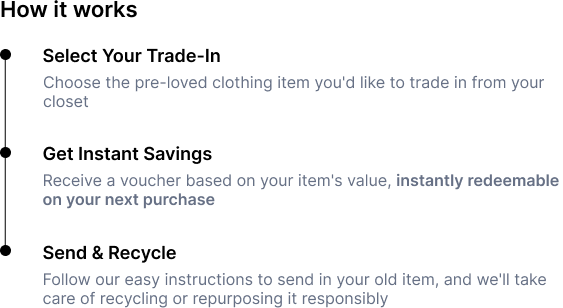 How it works
Select Your Trade-In
Choose the pre-loved clothing item you'd like to trade in from your
closet
Get Instant Savings
Receive a voucher based on your item's value, instantly redeemable
on your next purchase
Send & Recycle
Follow our easy instructions to send in your old item, and we'll take
care of recycling or repurposing it responsibly